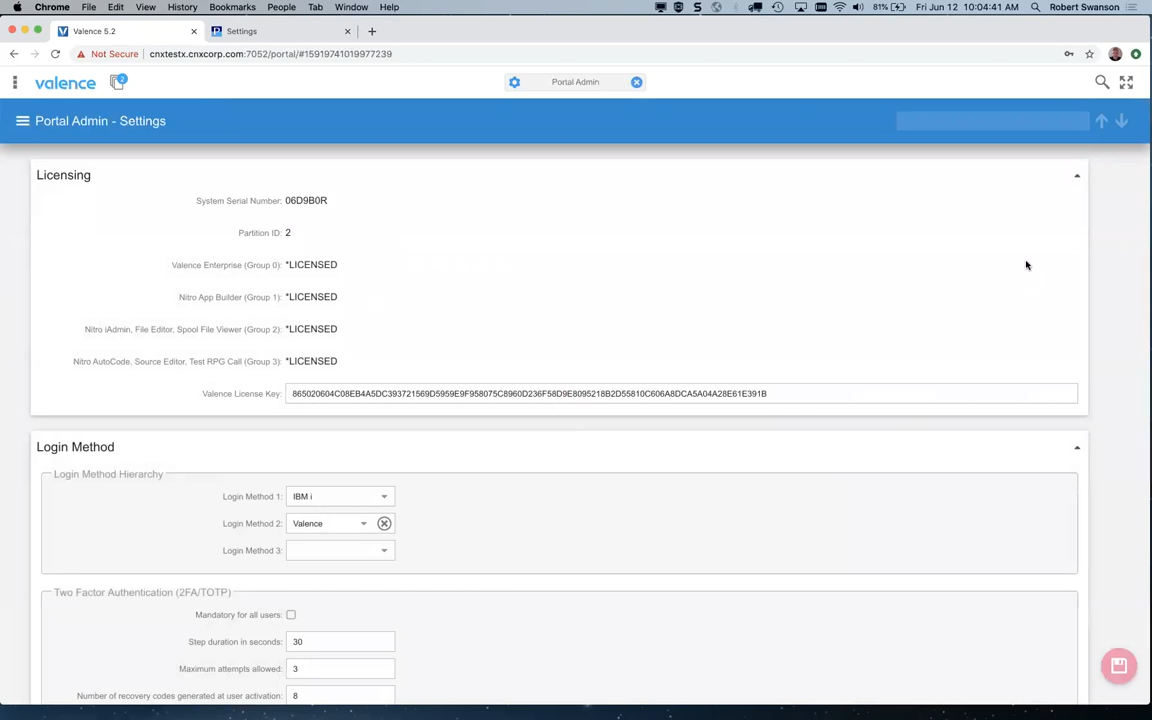 Chrome File Edit View History Bookmarks People Tab Window Help 81% Fri Jun 12 10:04:41 AM Robert Swanson
Valence 5.2 Settings
Not Secure cnxtestx.cnxcorp.com:7052/portal/#15919741019977239
valence 2 Portal Admin
Portal Admin - Settings
Licensing
System Serial Number: 06D9B0R
Partition ID: 2
Valence Enterprise (Group 0): *LICENSED
Nitro App Builder (Group 1): *LICENSED
Nitro iAdmin, File Editor, Spool File Viewer (Group 2): *LICENSED
Nitro AutoCode, Source Editor, Test RPG Call (Group 3): *LICENSED
Valence License Key: 865020604C08EB4A5DC393721569D5959E9F958075C8960D236F58D9E8095218B2D55810C606A8DCA5A04A28E61E391B
Login Method
Login Method Hierarchy
Login Method 1: IBM i
Login Method 2: Valence
Login Method 3:
Two Factor Authentication (2FA/TOTP)
Mandatory for all users:
Step duration in seconds: 30
Maximum attempts allowed: 3
Number of recovery codes generated at user activation: 8